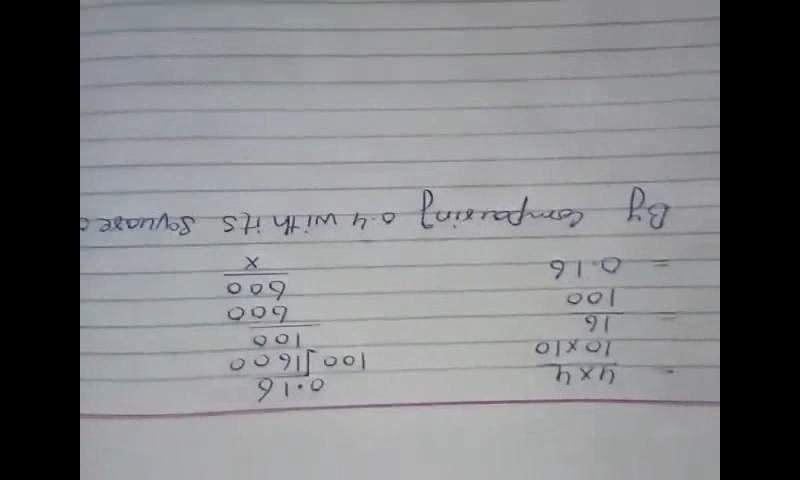 = 4×4 / 10×10
= 16 / 100
= 0.16
0.16
100 ⟌1600
100
600
600
x
By Comparing 0.4 with its square